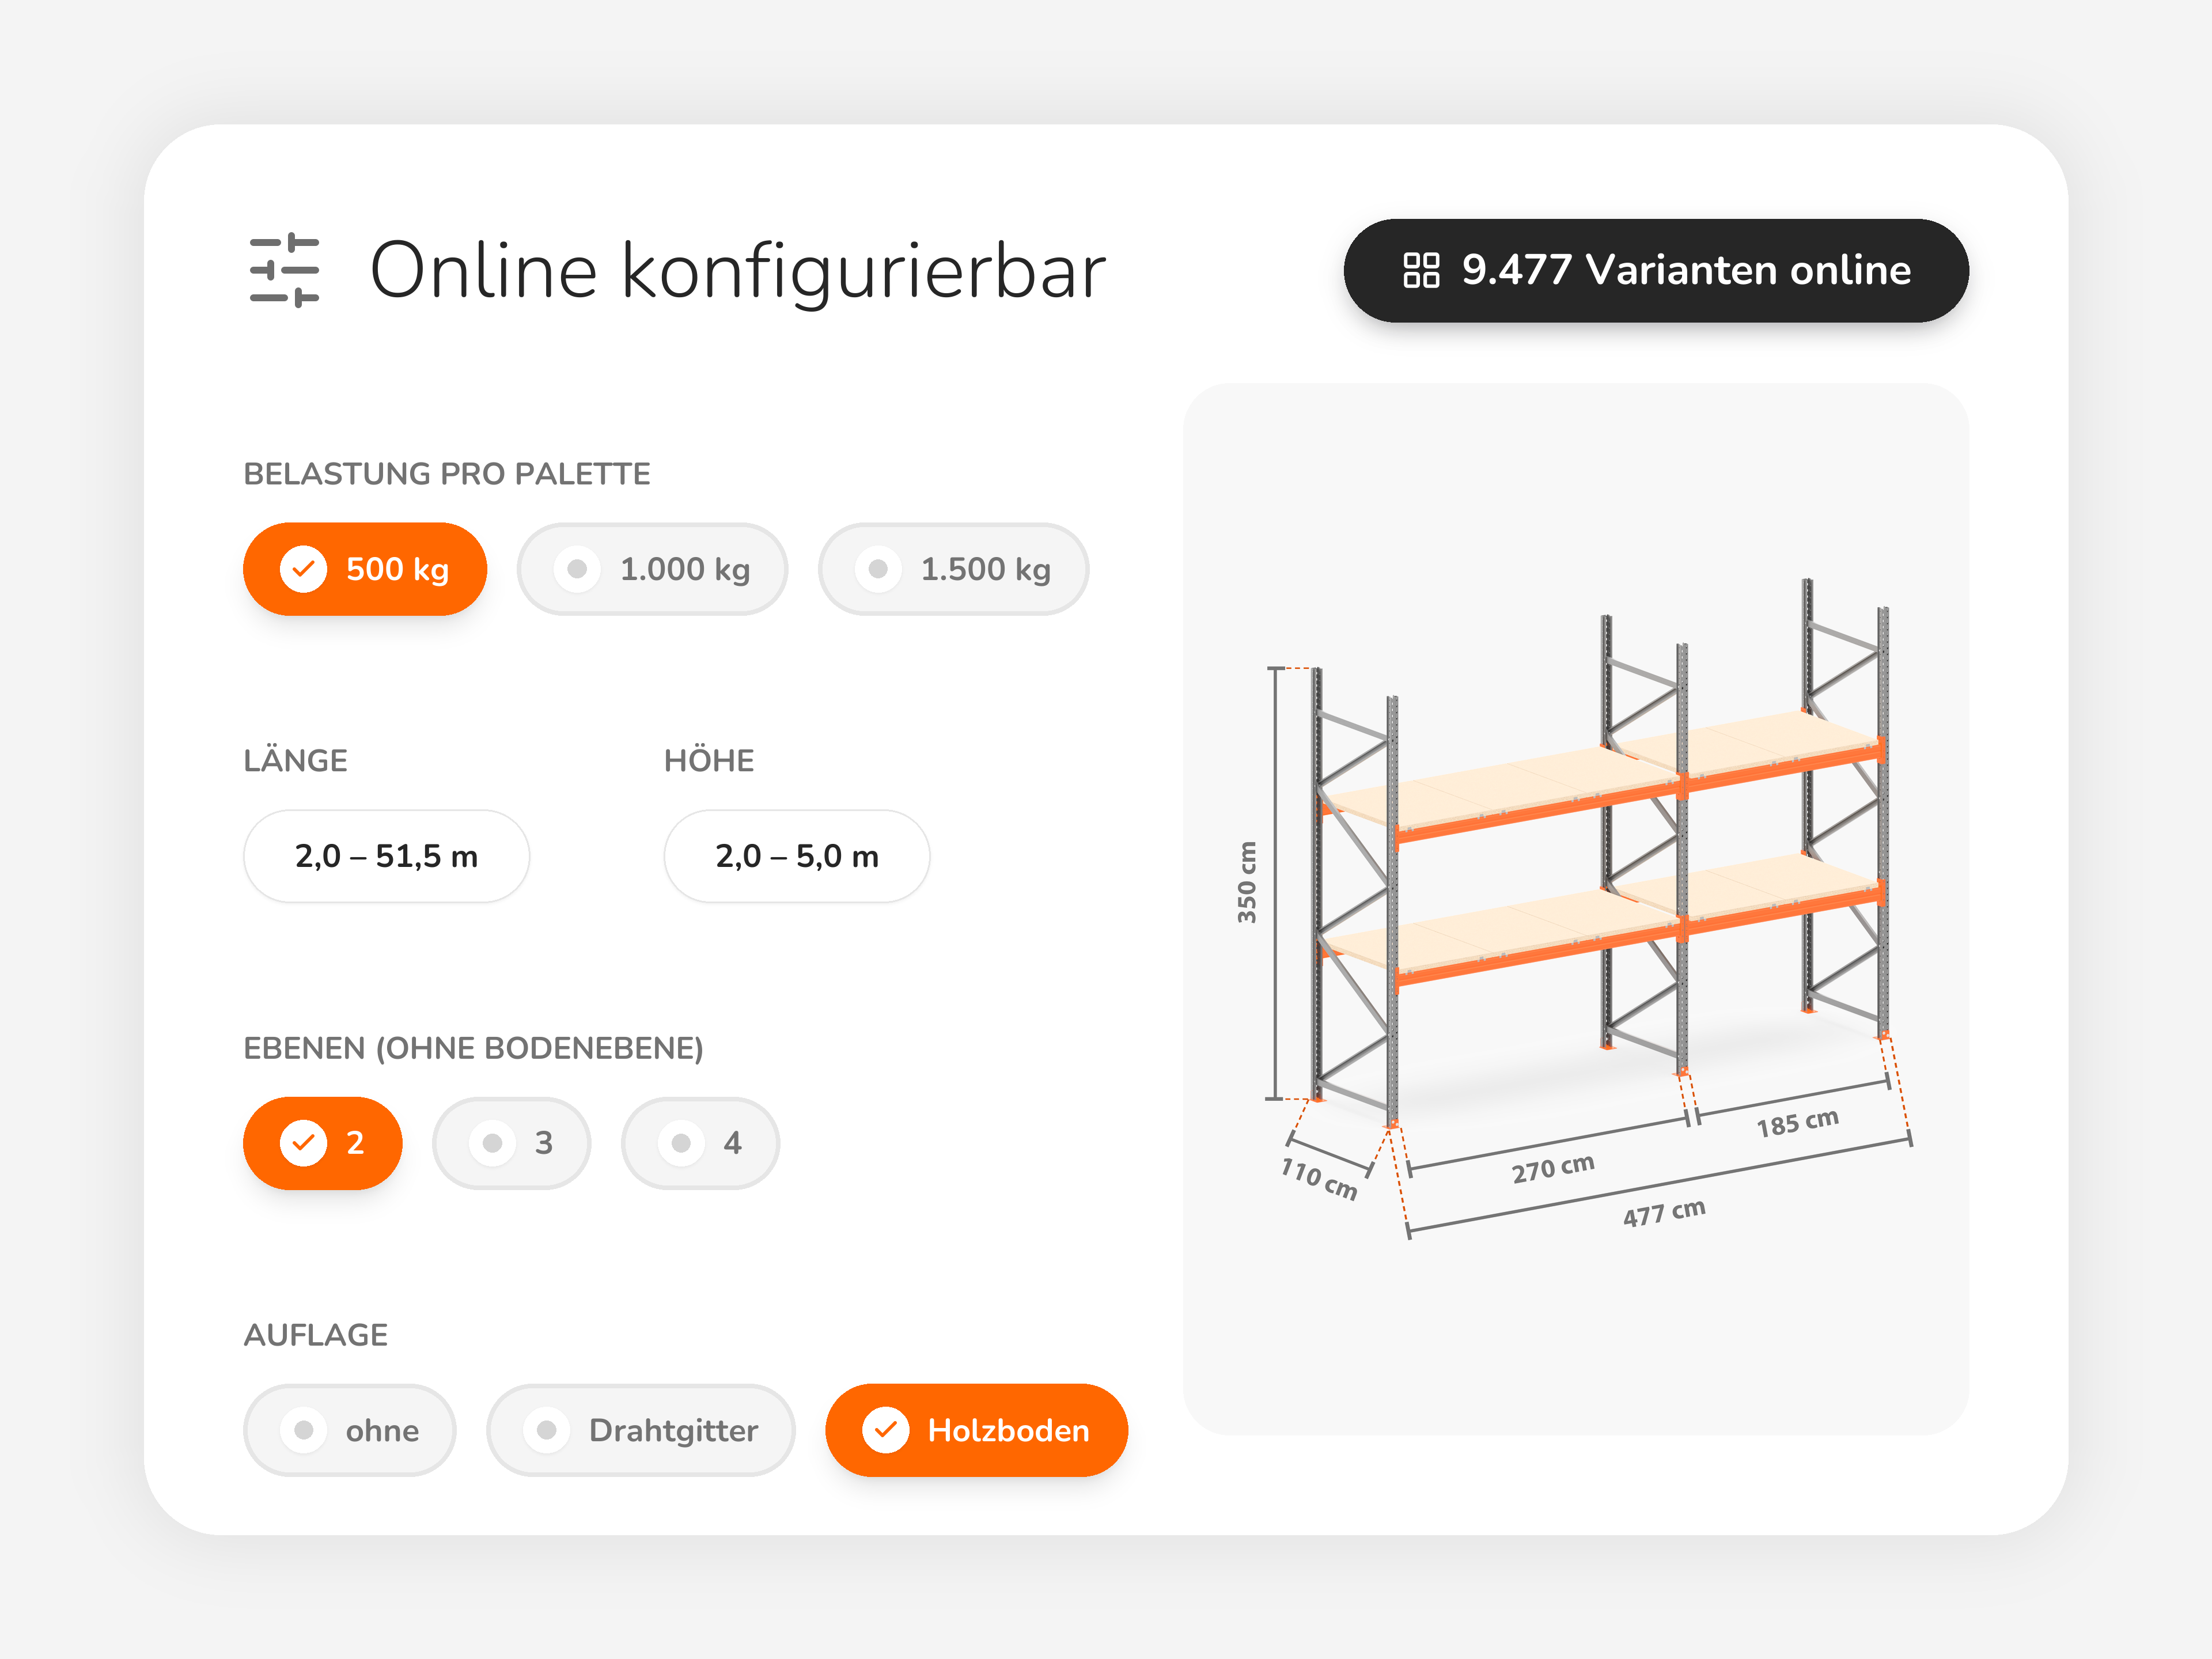 Online konfigurierbar
9.477 Varianten online
BELASTUNG PRO PALETTE
500 kg
1.000 kg
1.500 kg
LÄNGE
HÖHE
2,0 – 51,5 m
2,0 – 5,0 m
EBENEN (OHNE BODENEBENE)
2
3
4
AUFLAGE
ohne
Drahtgitter
Holzboden
350 cm
110 cm
270 cm
185 cm
477 cm